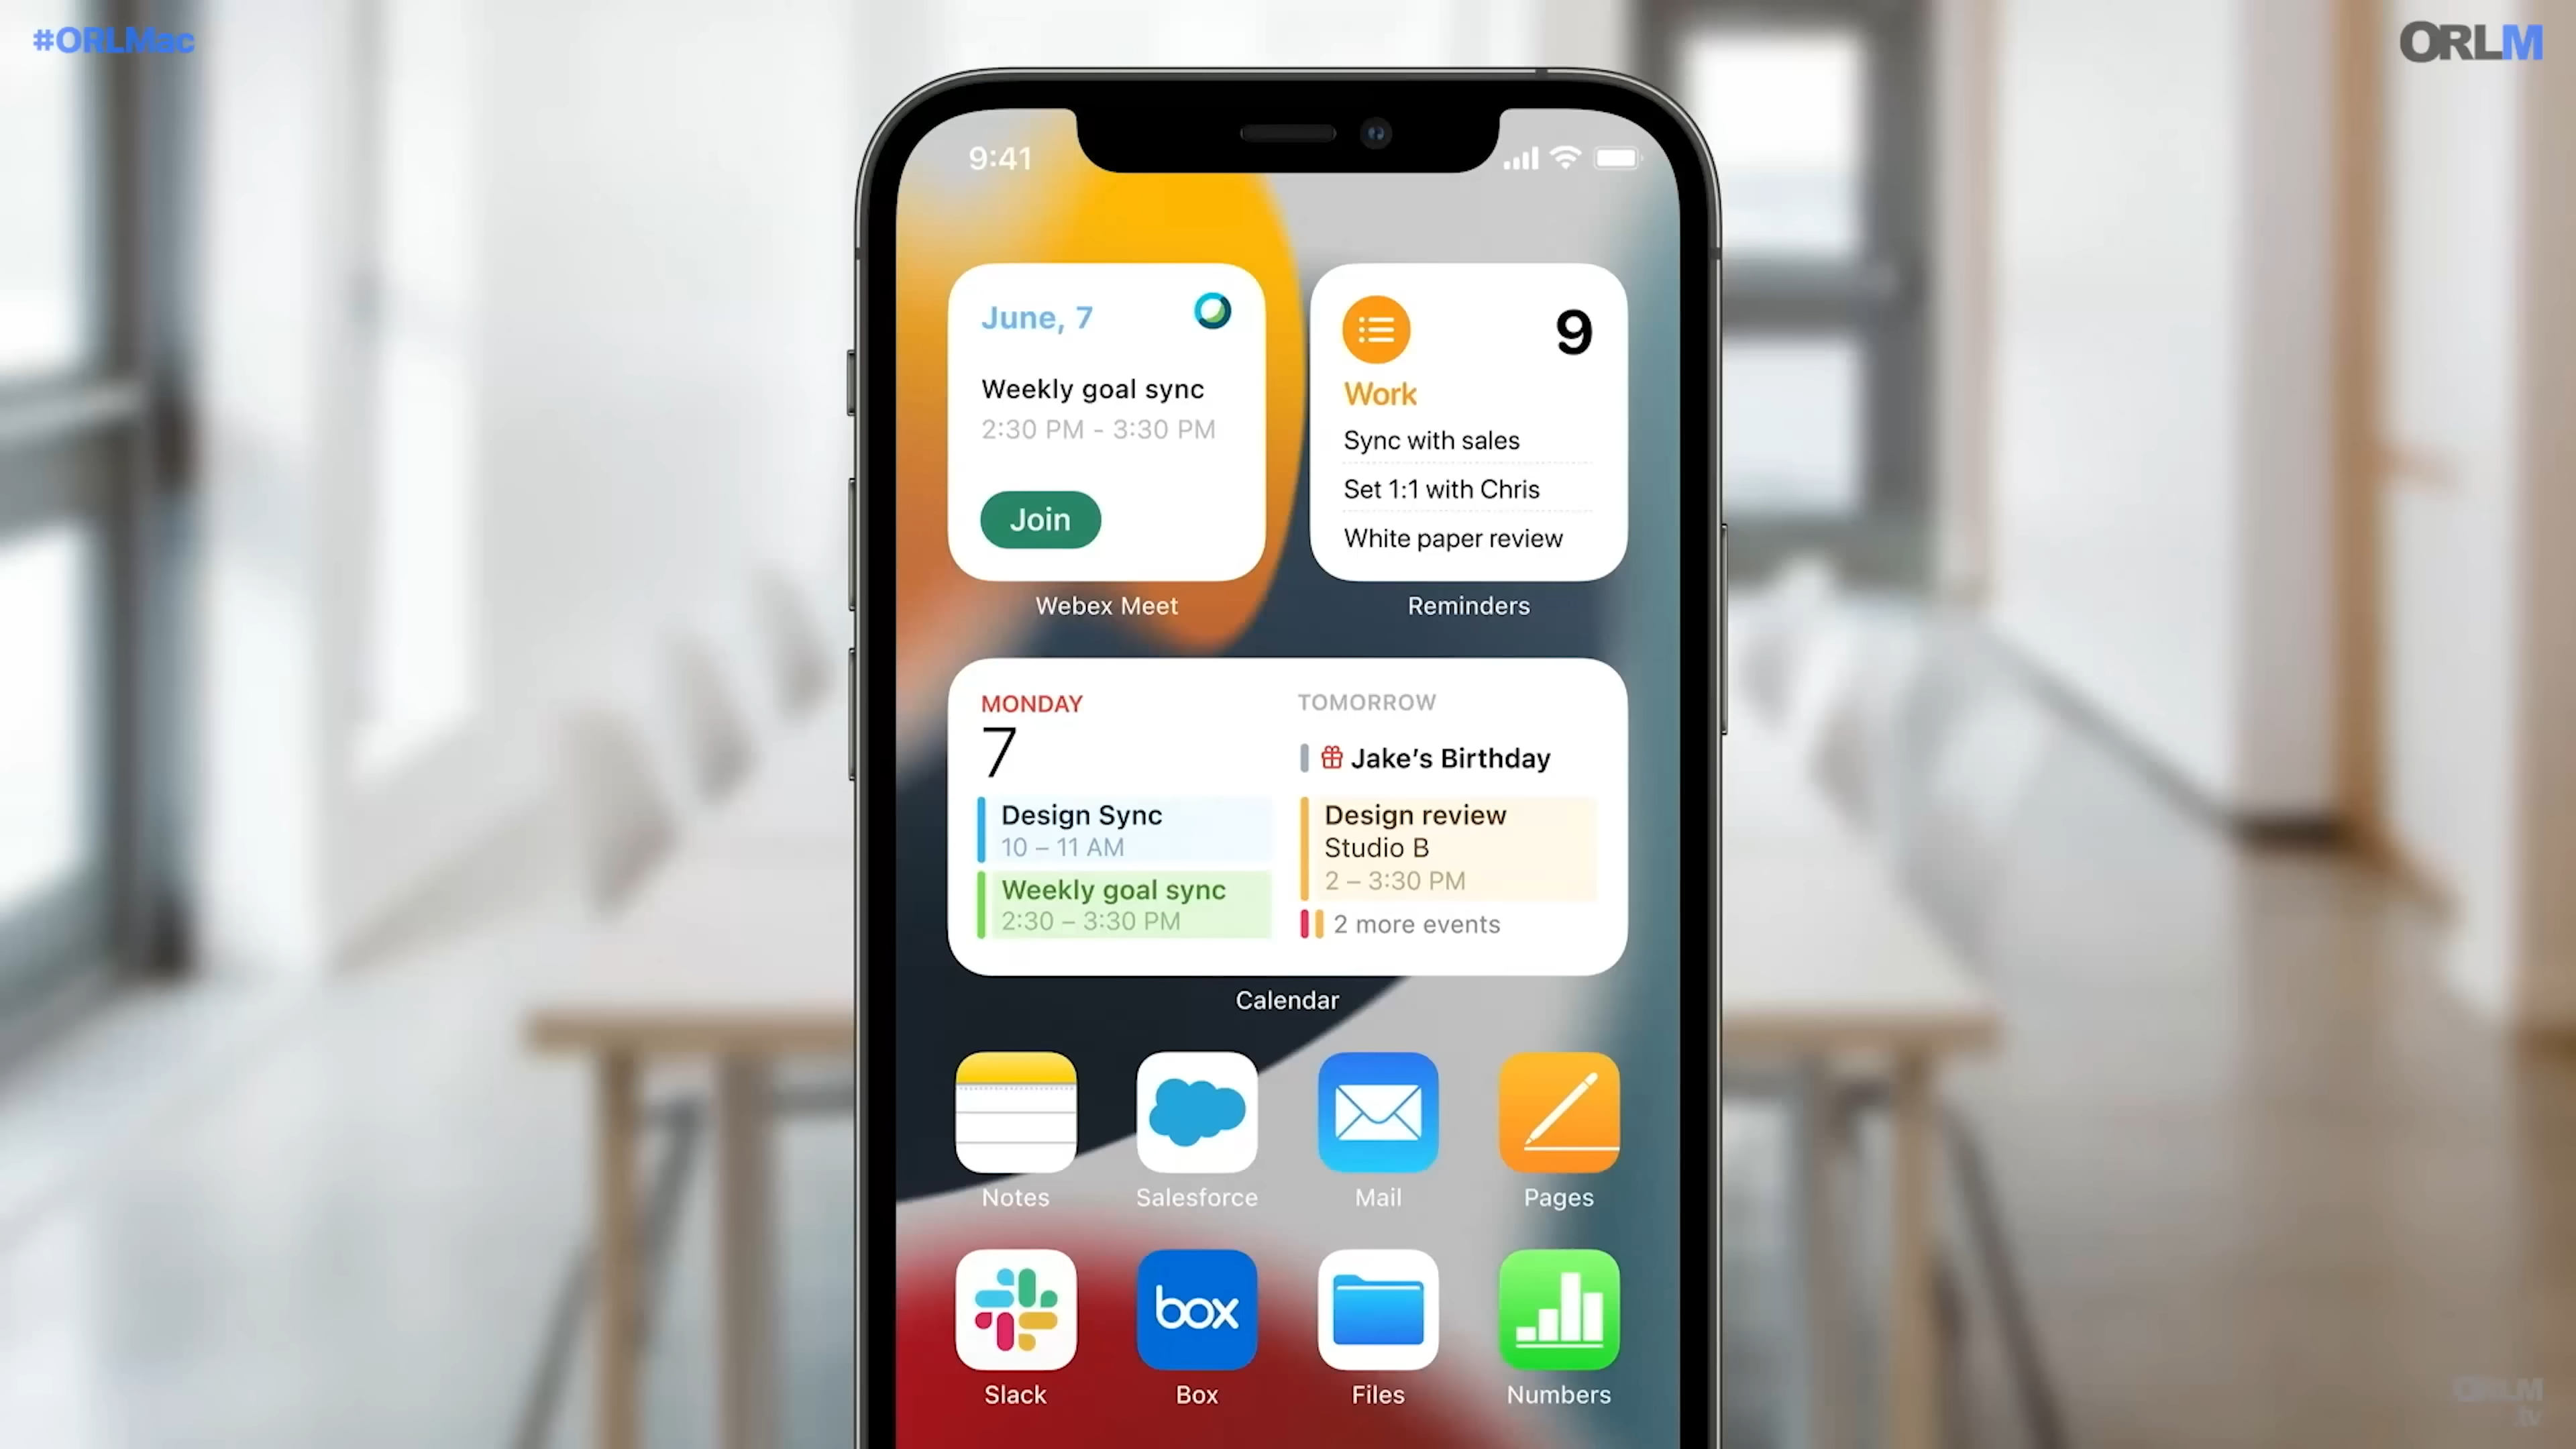 #ORLMac
ORLM
9:41
June, 7
Weekly goal sync
2:30 PM - 3:30 PM
Join
Webex Meet
9
Work
Sync with sales
Set 1:1 with Chris
White paper review
Reminders
MONDAY
7
Design Sync
10 – 11 AM
Weekly goal sync
2:30 – 3:30 PM
TOMORROW
Jake’s Birthday
Design review
Studio B
2 – 3:30 PM
2 more events
Calendar
Notes
Salesforce
Mail
Pages
box
Slack
Box
Files
Numbers
ORLM
.tv